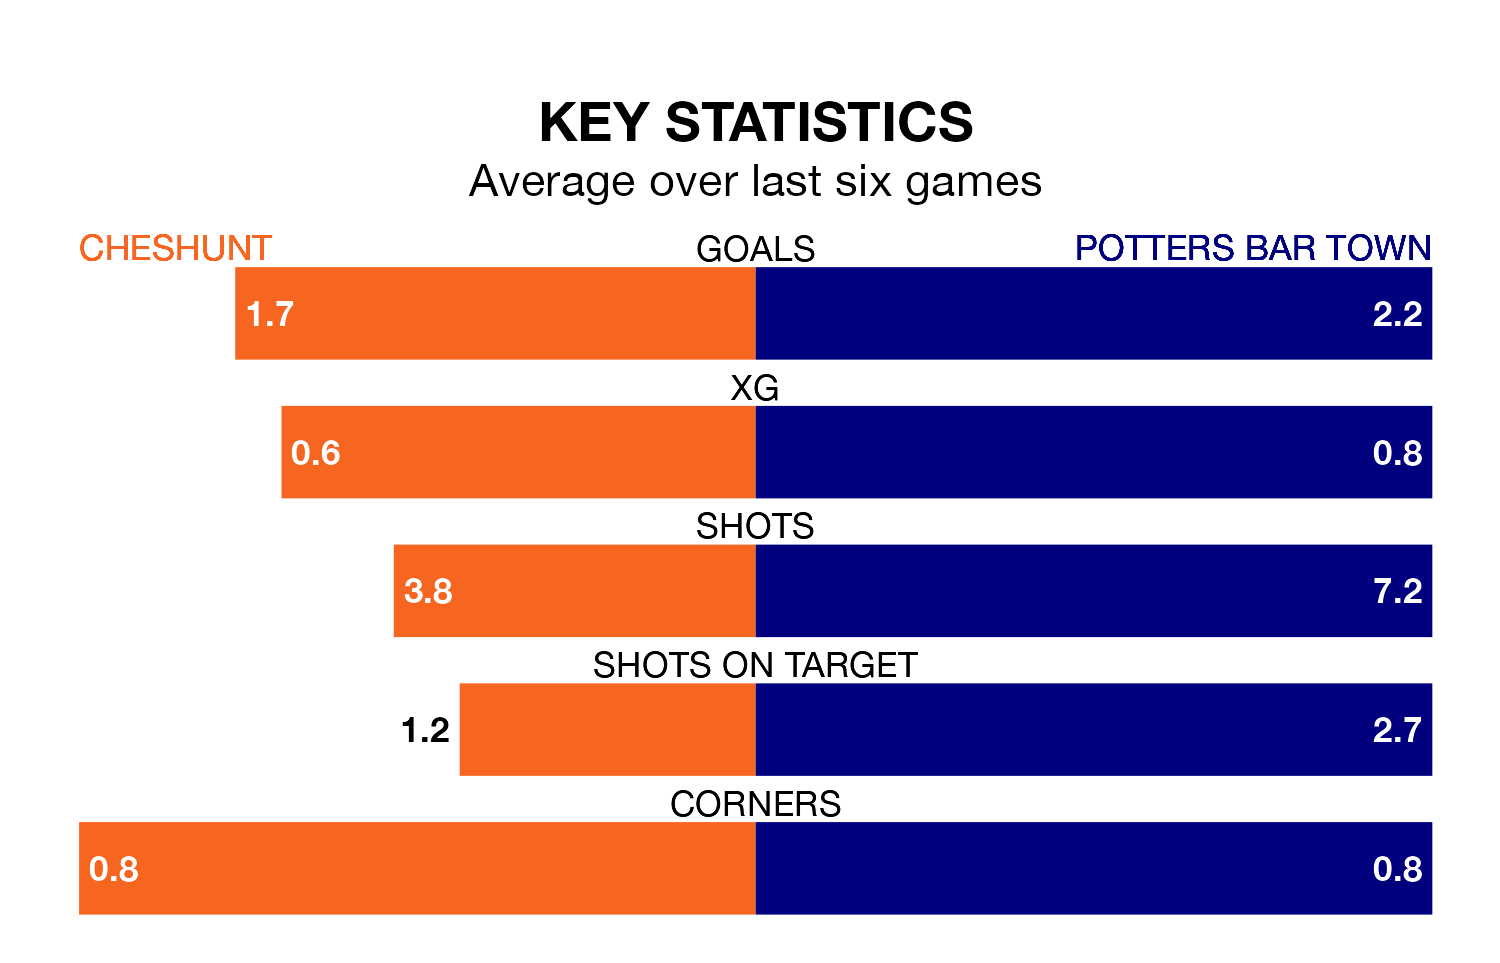 KEY STATISTICS
Average over last six games
CHESHUNT GOALS POTTERS BAR TOWN
1.7 2.2
XG
0.6 0.8
SHOTS
3.8 7.2
SHOTS ON TARGET
1.2 2.7
CORNERS
0.8 0.8